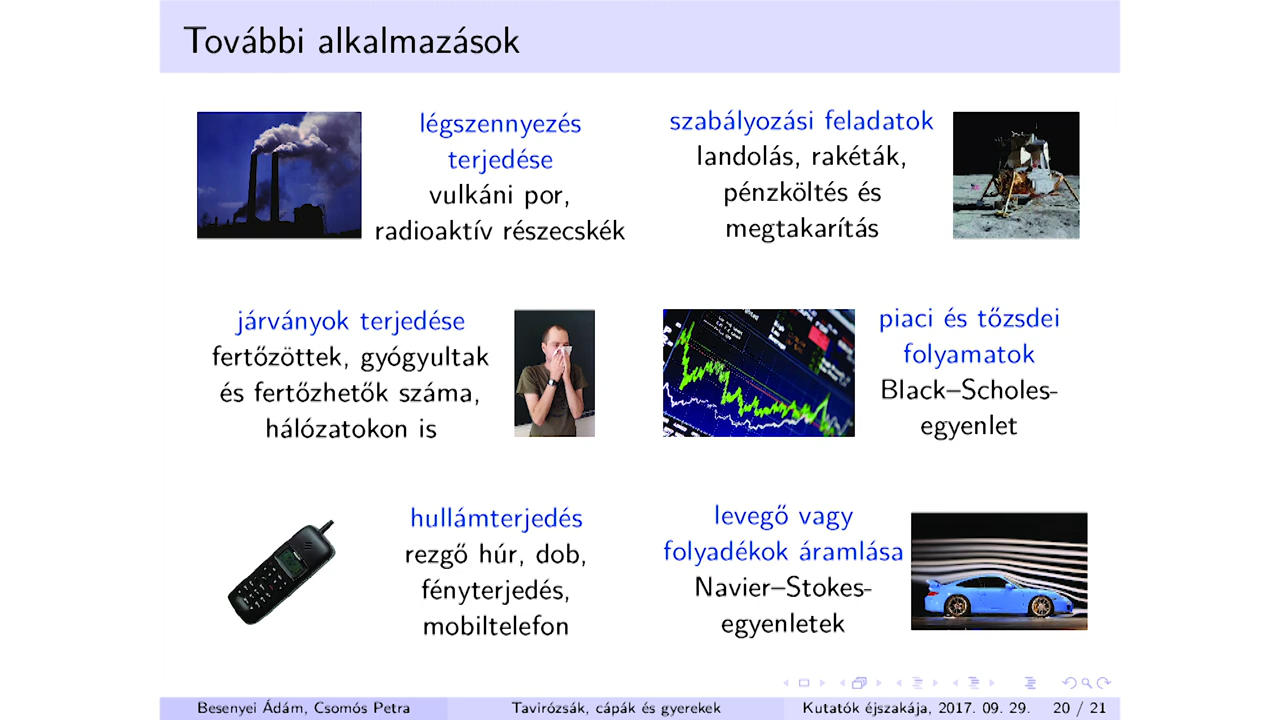 További alkalmazások
légszennyezés
terjedése
vulkáni por,
radioaktív részecskék
szabályozási feladatok
landolás, rakéták,
pénzköltés és
megtakarítás
járványok terjedése
fertőzöttek, gyógyultak
és fertőzhetők száma,
hálózatokon is
piaci és tőzsdei
folyamatok
Black–Scholes-
egyenlet
hullámterjedés
rezgő húr, dob,
fényterjedés,
mobiltelefon
levegő vagy
folyadékok áramlása
Navier–Stokes-
egyenletek
Besenyei Ádám, Csomós Petra
Tavirózsák, cápák és gyerekek
Kutatók éjszakája, 2017. 09. 29.
20 / 21